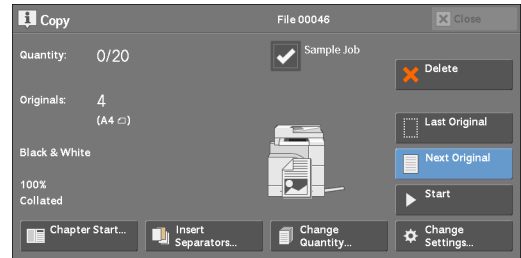 Copy
File 00046
Close
Quantity: 0/20
Sample Job
Delete
Originals: 4
(A4)
Last Original
Black & White
Next Original
100%
Collated
Start
Chapter Start...
Insert
Separators...
Change
Quantity...
Change
Settings...